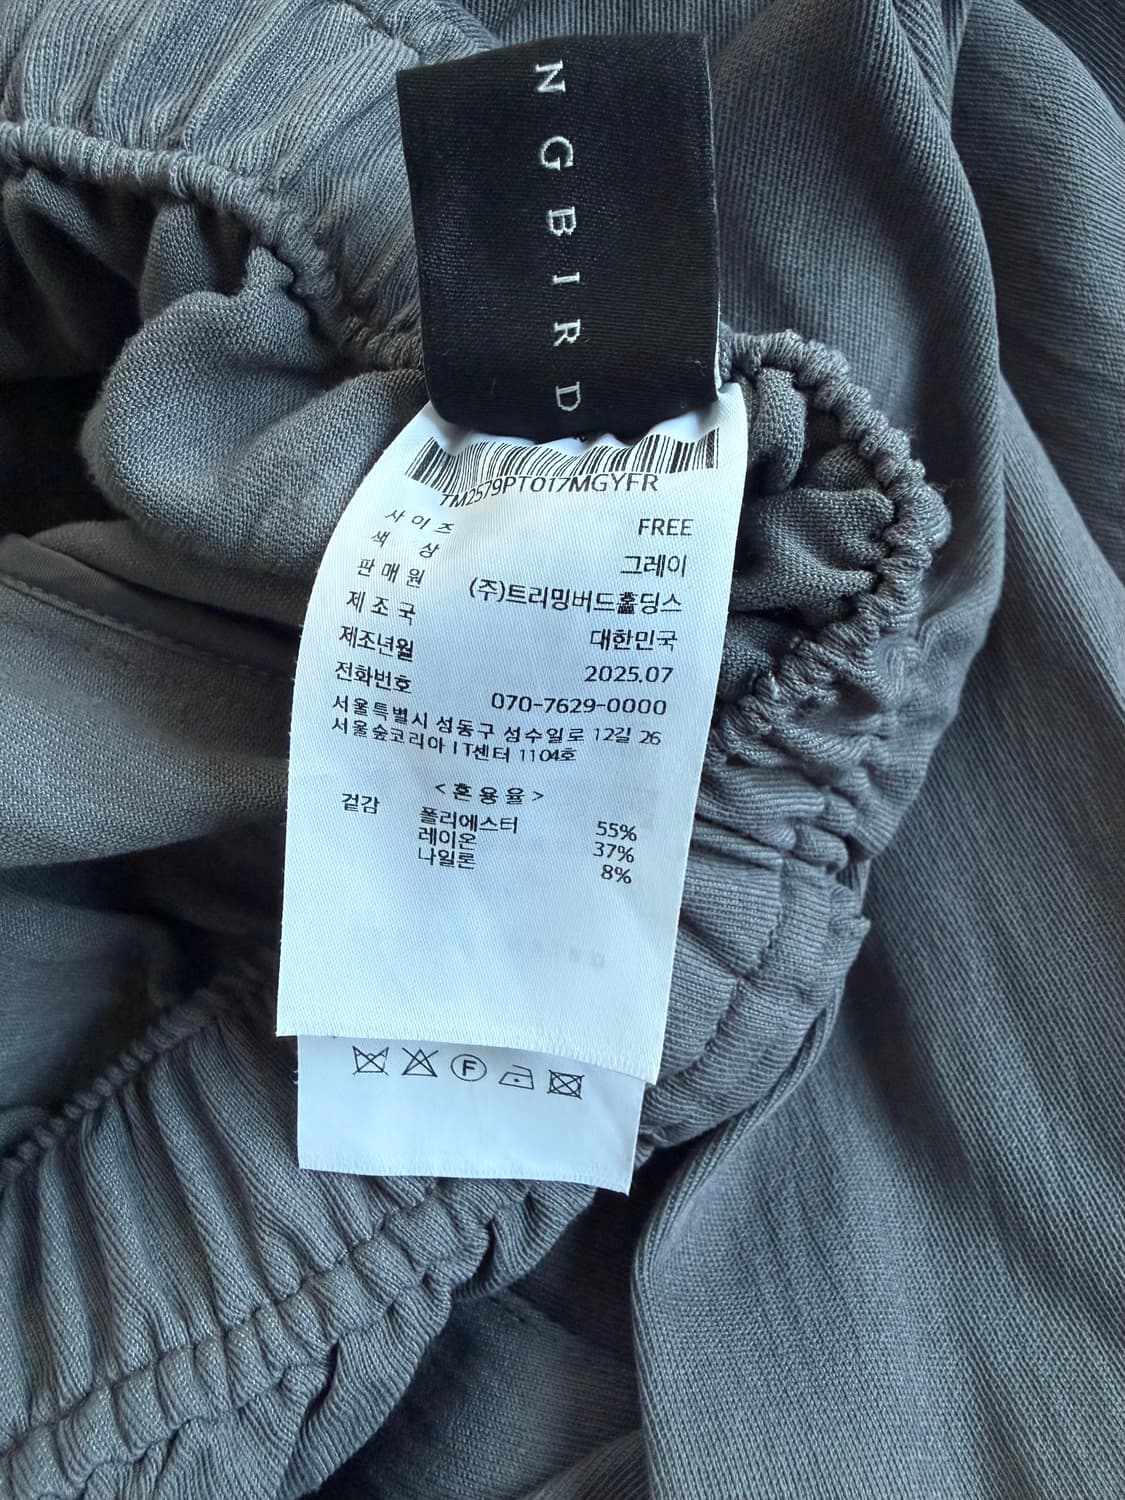 NGBIRD
TM2579PT017MGYFR
사이즈 FREE
색상 그레이
판매원 (주)트리밍버드홀딩스
제조국 대한민국
제조년월 2025.07
전화번호 070-7629-0000
서울특별시 성동구 성수일로 12길 26
서울숲코리아 IT센터 1104호
<혼용율>
겉감 폴리에스터 55%
레이온 37%
나일론 8%
F